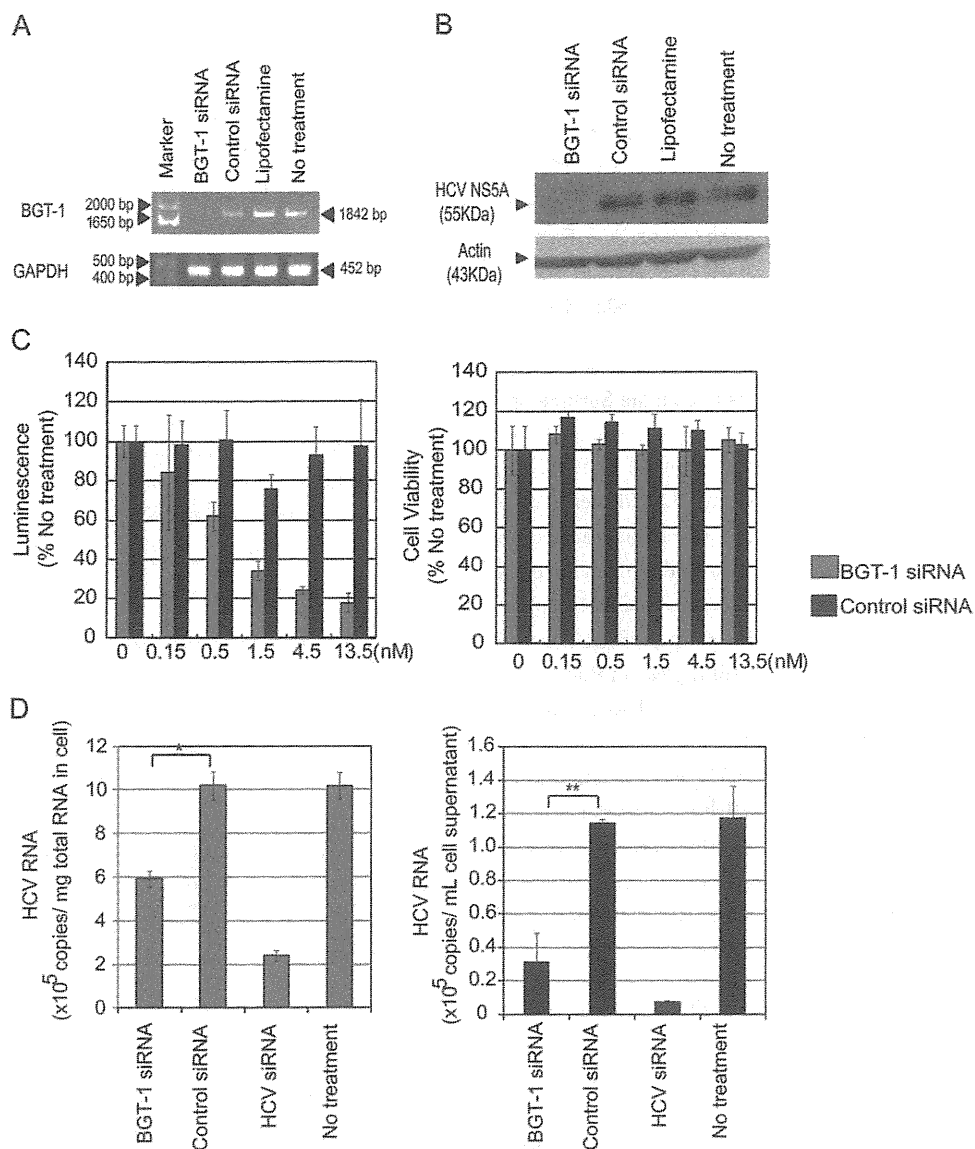 A
Marker
BGT-1 siRNA
Control siRNA
Lipofectamine
No treatment
BGT-1
2000 bp
1650 bp
1842 bp
GAPDH
500 bp
400 bp
452 bp
B
BGT-1 siRNA
Control siRNA
Lipofectamine
No treatment
HCV NS5A
(55KDa)
Actin
(43KDa)
C
Luminescence
(% No treatment)
140
120
100
80
60
40
20
0
0 0.15 0.5 1.5 4.5 13.5(nM)
Cell Viability
(% No treatment)
140
120
100
80
60
40
20
0
0 0.15 0.5 1.5 4.5 13.5(nM)
BGT-1 siRNA
Control siRNA
D
HCV RNA
(x10⁵ copies/ mg total RNA in cell)
12
10
8
6
4
2
0
*
BGT-1 siRNA
Control siRNA
HCV siRNA
No treatment
HCV RNA
(x10⁵ copies/ mL cell supernatant)
1.6
1.4
1.2
1.0
0.8
0.6
0.4
0.2
0
**
BGT-1 siRNA
Control siRNA
HCV siRNA
No treatment